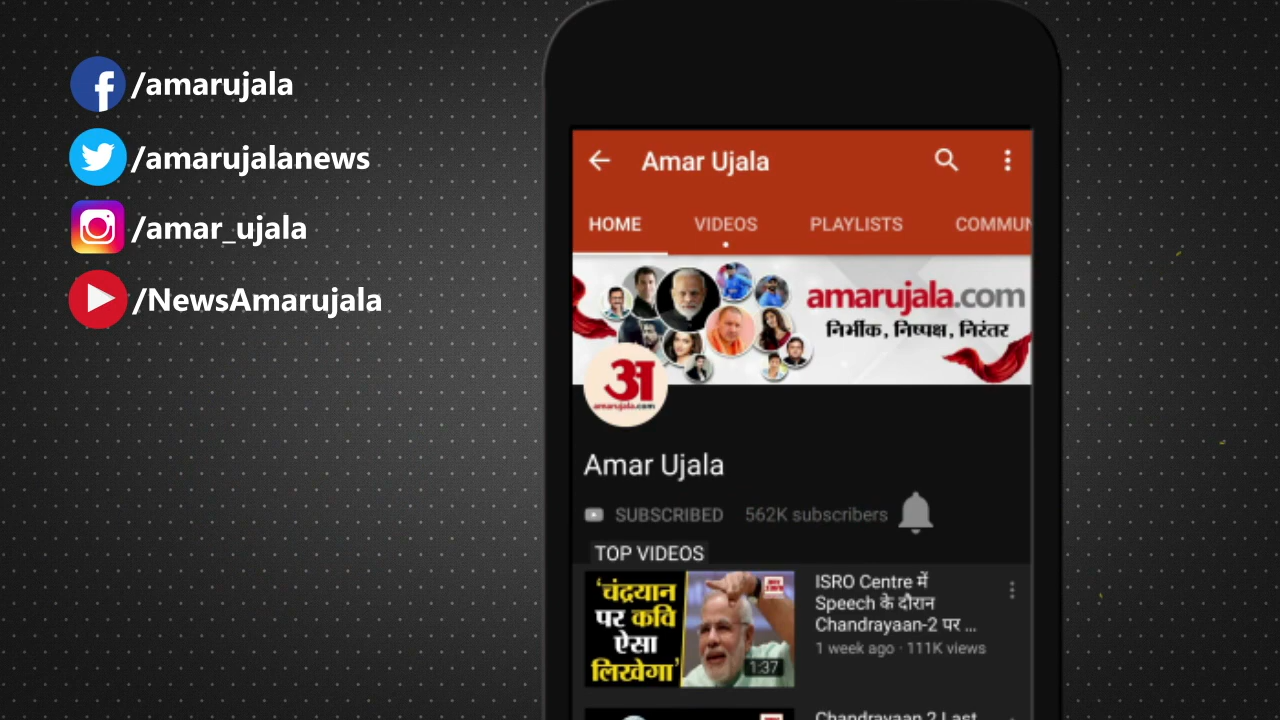 /amarujala
/amarujalanews
/amar_ujala
/NewsAmarujala
Amar Ujala
HOME VIDEOS PLAYLISTS COMMUN
amarujala.com
निर्भीक, निष्पक्ष, निरंतर
अ
amarujala.com
Amar Ujala
SUBSCRIBED 562K subscribers
TOP VIDEOS
'चंद्रयान
पर कवि
ऐसा
लिखेगा'
1:37
ISRO Centre में
Speech के दौरान
Chandrayaan-2 पर ...
1 week ago · 111K views
Chandrayaan 2 Last